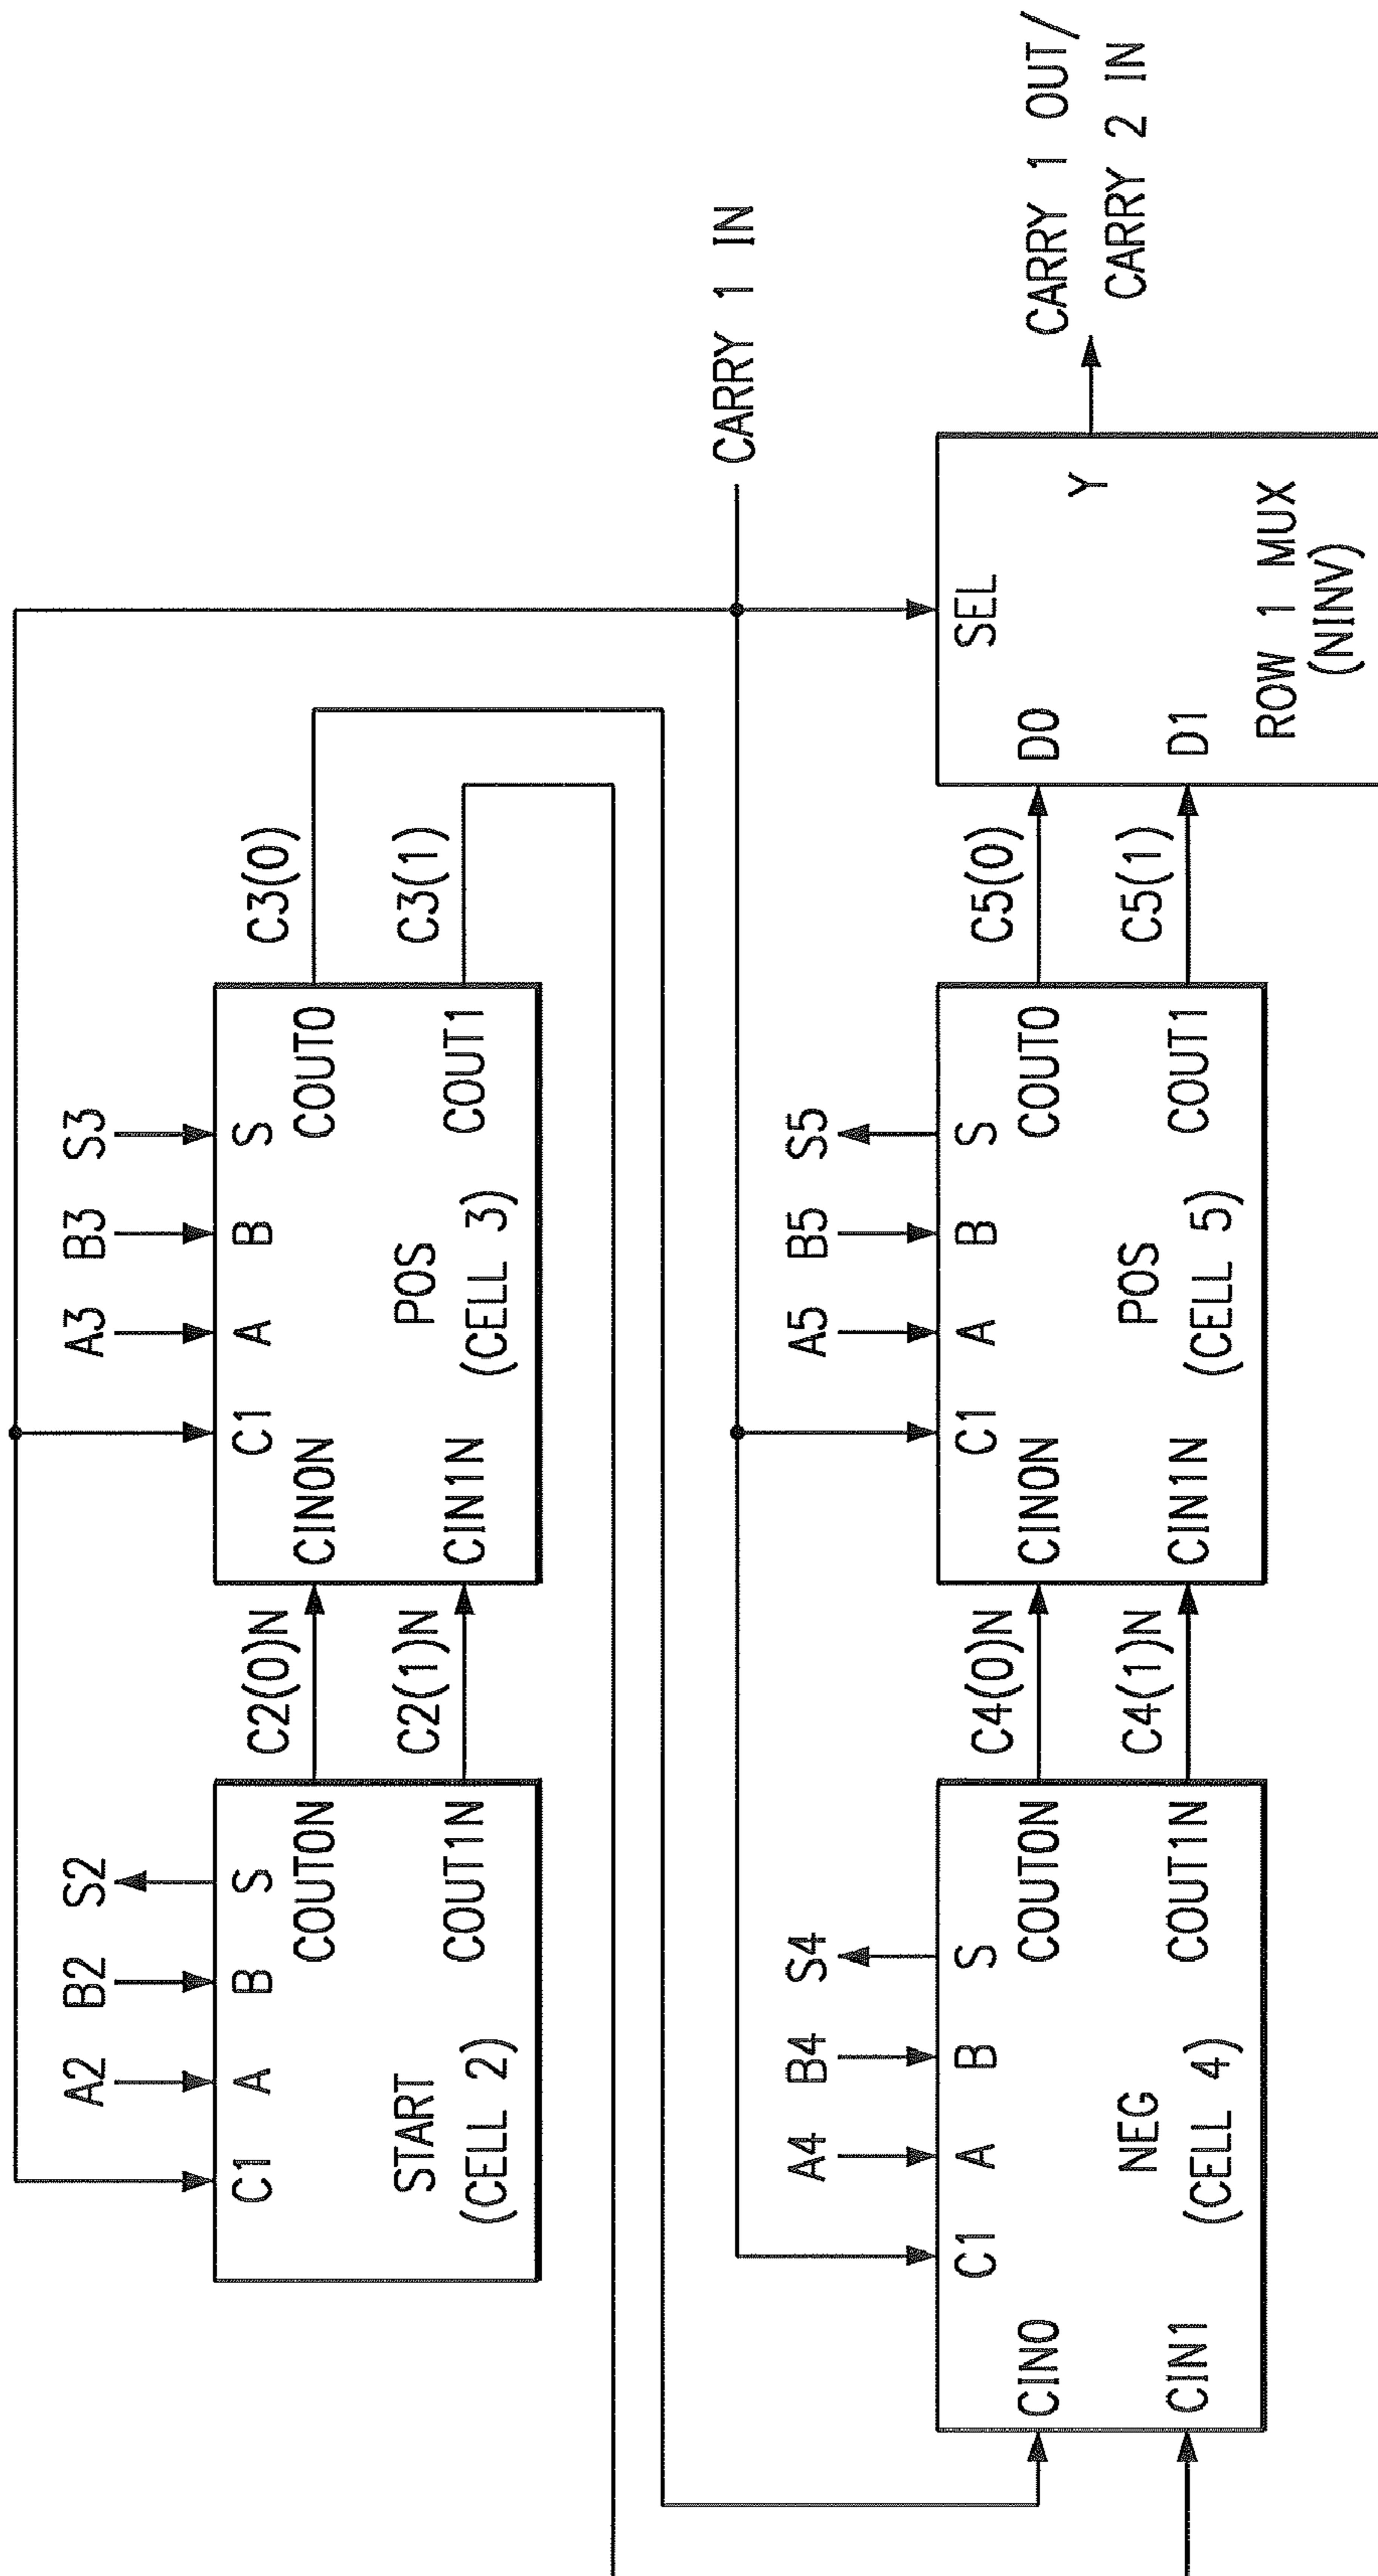 A2
B2
S2
C1
A
B
S
COUT0N
COUT1N
START
(CELL 2)
C2(0)N
C2(1)N
A3
B3
S3
C1
A
B
S
CIN0N
COUT0
CIN1N
COUT1
POS
(CELL 3)
C3(0)
C3(1)
CARRY 1 IN
A4
B4
S4
C1
A
B
S
CIN0
COUT0N
CIN1
COUT1N
NEG
(CELL 4)
C4(0)N
C4(1)N
A5
B5
S5
C1
A
B
S
CIN0N
COUT0
CIN1N
COUT1
POS
(CELL 5)
C5(0)
C5(1)
SEL
D0
Y
D1
ROW 1 MUX
(NINV)
CARRY 1 OUT/
CARRY 2 IN